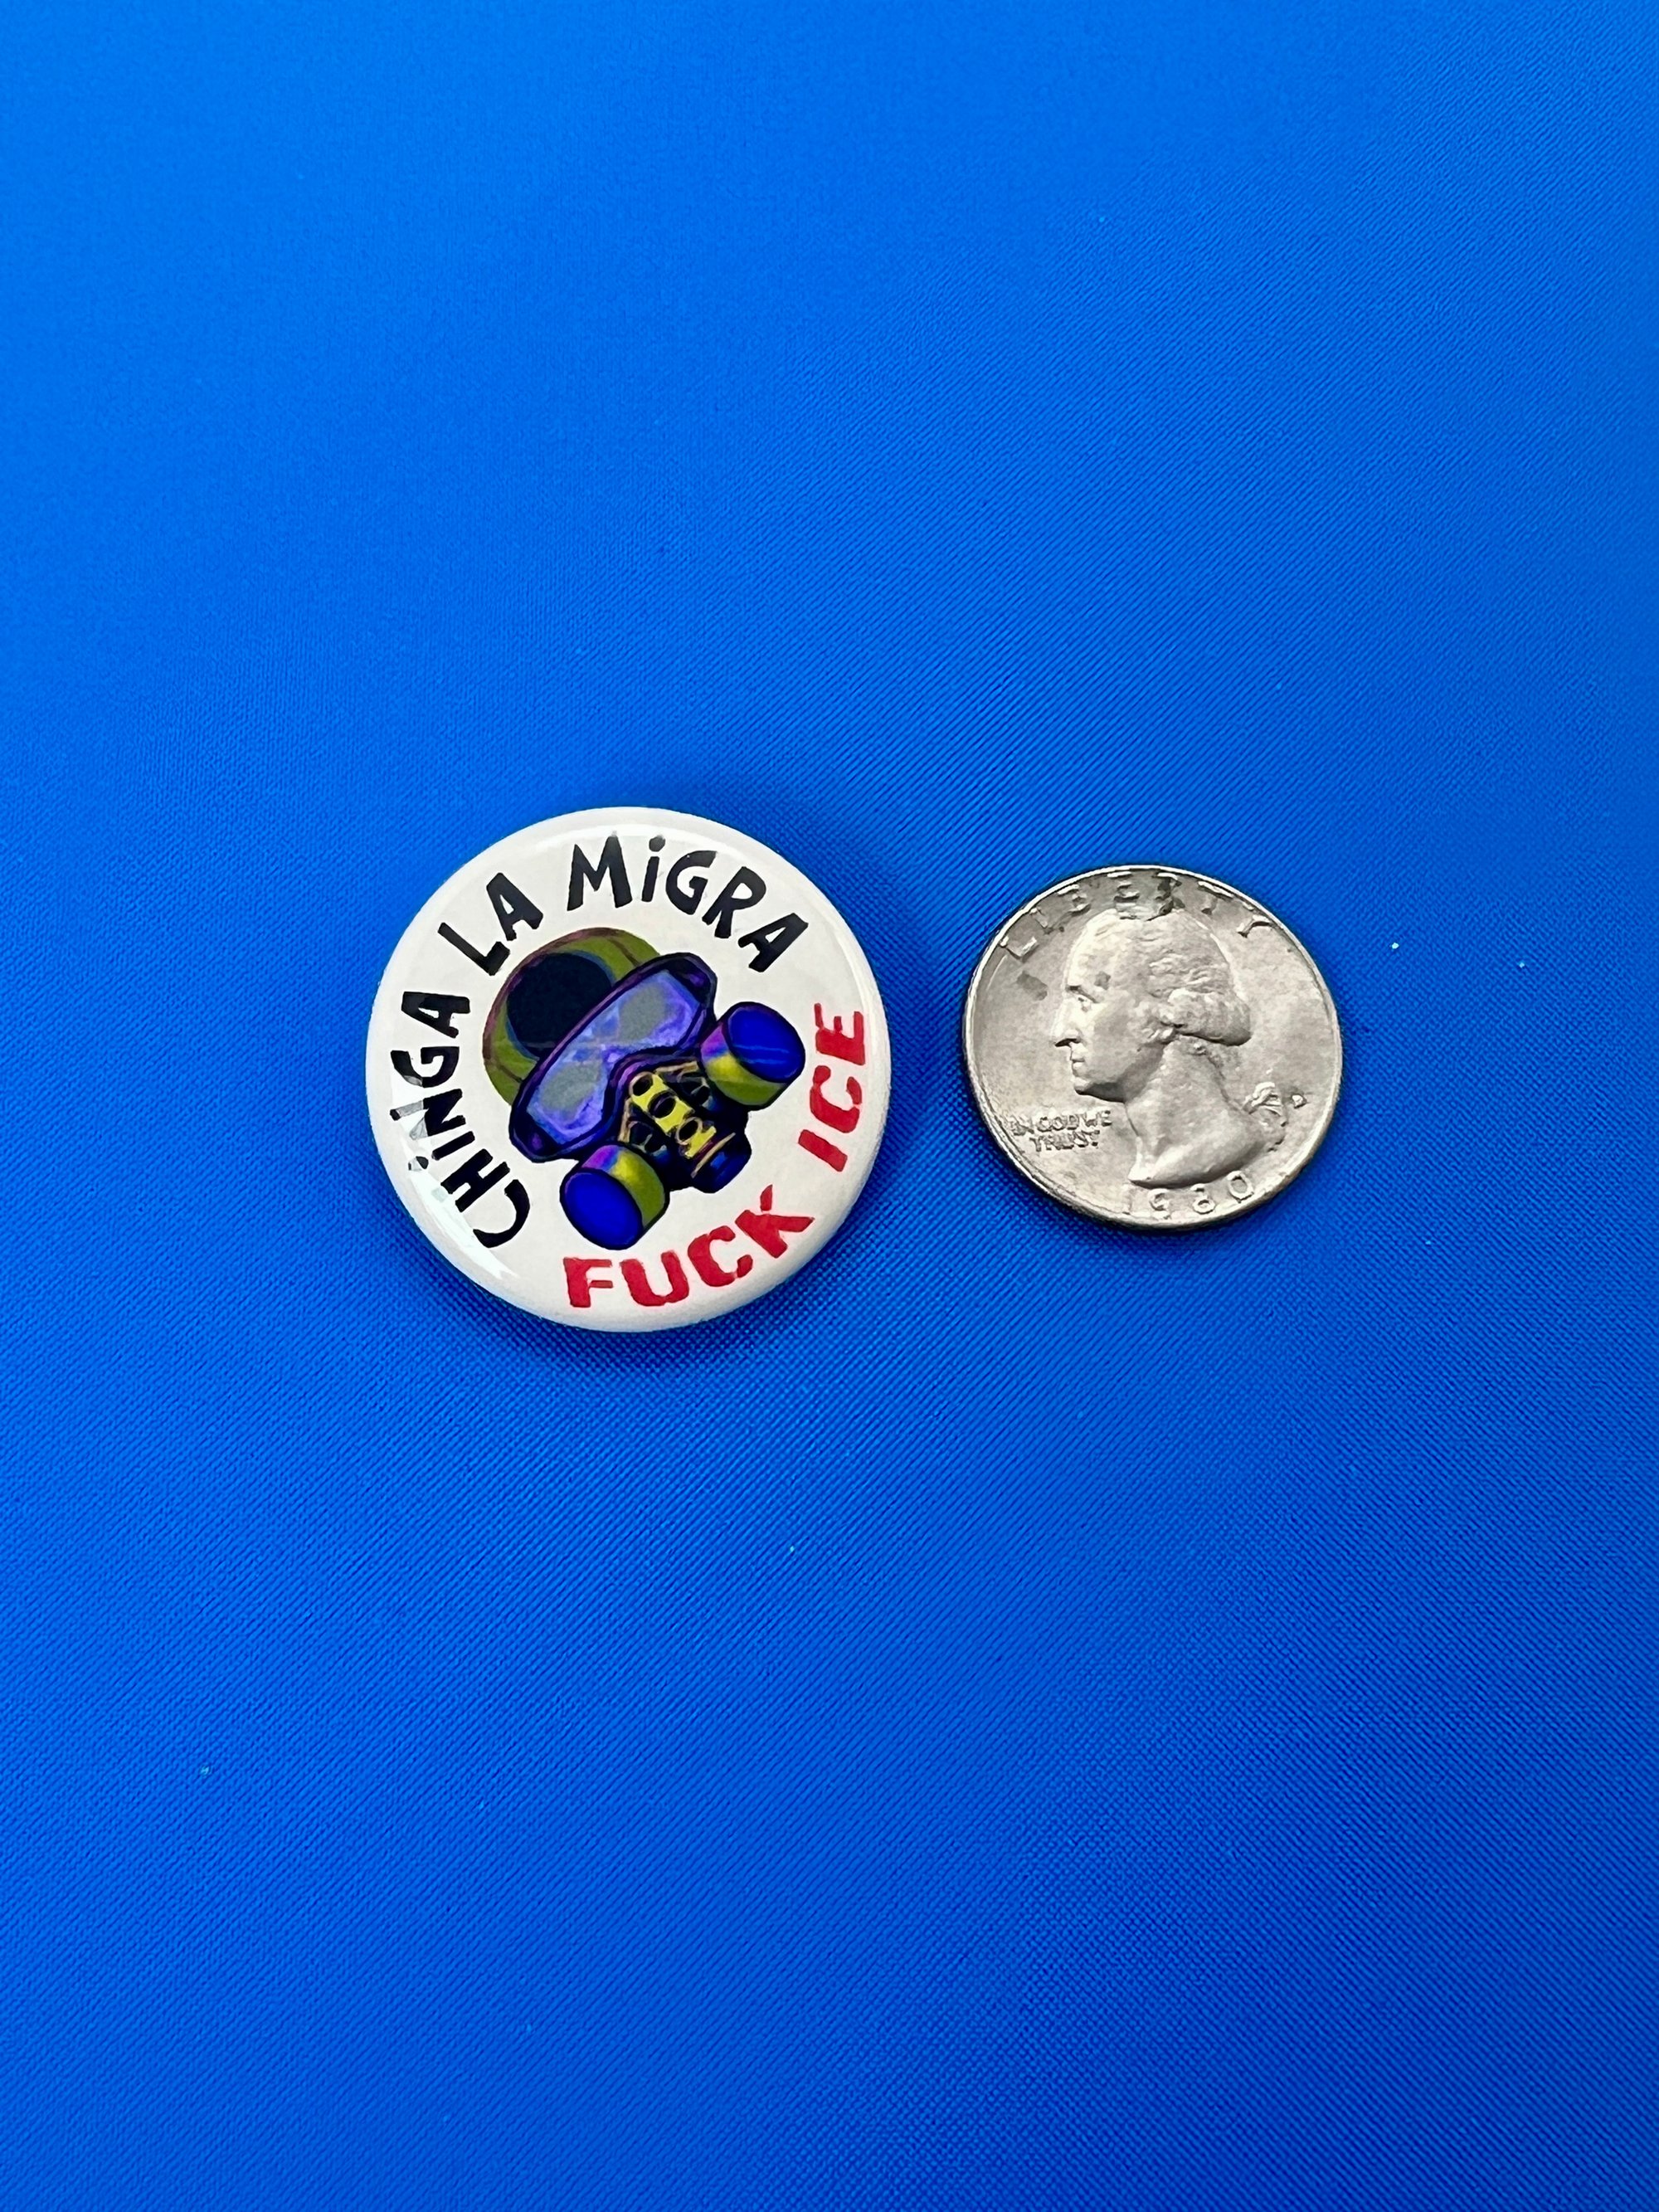 CHiNGA LA MiGRA
FUCK ICE
LIBERTY
IN GOD WE
TRUST
1980